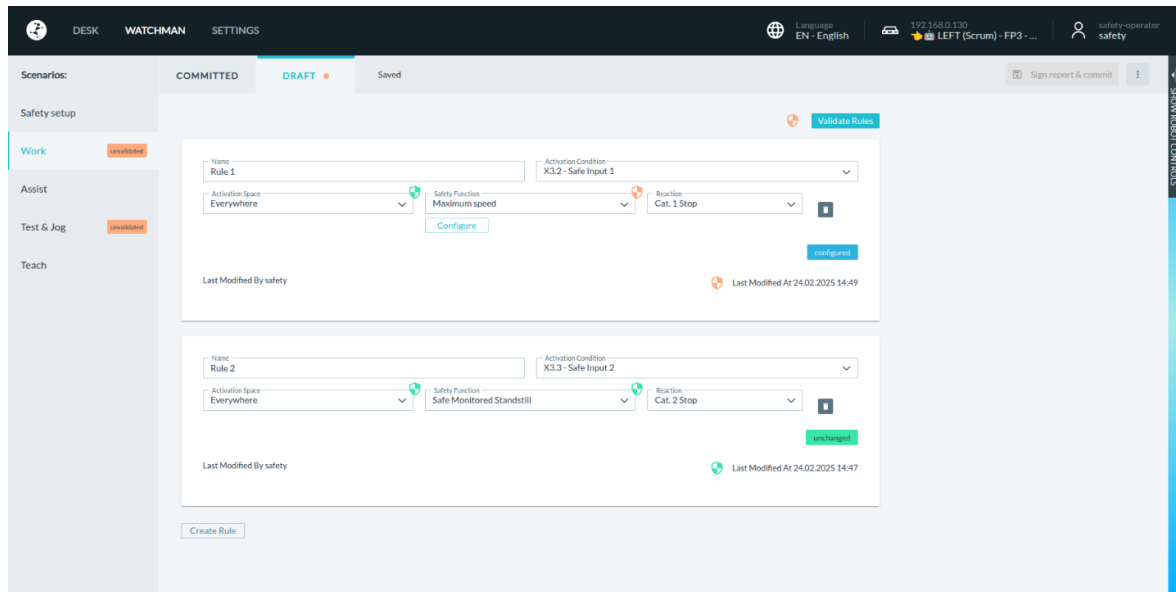 DESK WATCHMAN SETTINGS
Language
EN - English
192.168.0.130
👈🤖 LEFT (Scrum) - FP3 - ...
safety-operator
safety
Scenarios:
COMMITTED
DRAFT
Saved
Sign report & commit
SHOW ROBOT CONTROLS
Safety setup
Work
unvalidated
Assist
Test & Jog
unvalidated
Teach
Validate Rules
Name
Rule 1
Activation Condition
X3.2 - Safe Input 1
Activation Space
Everywhere
Safety Function
Maximum speed
Reaction
Cat. 1 Stop
Configure
configured
Last Modified By safety
Last Modified At 24.02.2025 14:49
Name
Rule 2
Activation Condition
X3.3 - Safe Input 2
Activation Space
Everywhere
Safety Function
Safe Monitored Standstill
Reaction
Cat. 2 Stop
unchanged
Last Modified By safety
Last Modified At 24.02.2025 14:47
Create Rule